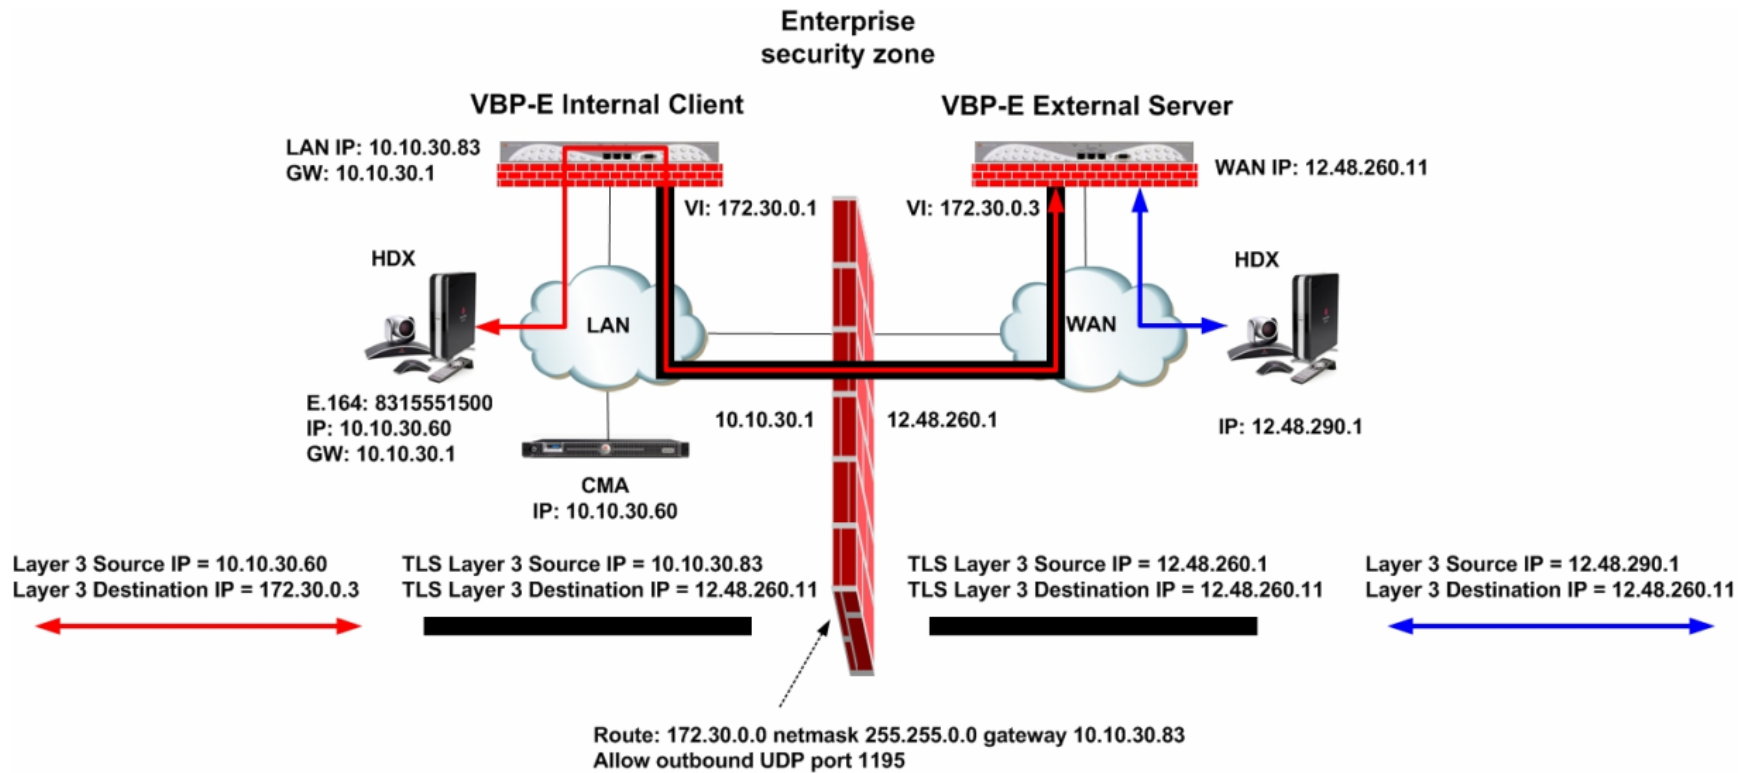 Enterprise
security zone
VBP-E Internal Client
VBP-E External Server
LAN IP: 10.10.30.83
GW: 10.10.30.1
WAN IP: 12.48.260.11
VI: 172.30.0.1
VI: 172.30.0.3
HDX
HDX
LAN
WAN
E.164: 8315551500
IP: 10.10.30.60
GW: 10.10.30.1
10.10.30.1
12.48.260.1
IP: 12.48.290.1
CMA
IP: 10.10.30.60
Layer 3 Source IP = 10.10.30.60
Layer 3 Destination IP = 172.30.0.3
TLS Layer 3 Source IP = 10.10.30.83
TLS Layer 3 Destination IP = 12.48.260.11
TLS Layer 3 Source IP = 12.48.260.1
TLS Layer 3 Destination IP = 12.48.260.11
Layer 3 Source IP = 12.48.290.1
Layer 3 Destination IP = 12.48.260.11
Route: 172.30.0.0 netmask 255.255.0.0 gateway 10.10.30.83
Allow outbound UDP port 1195